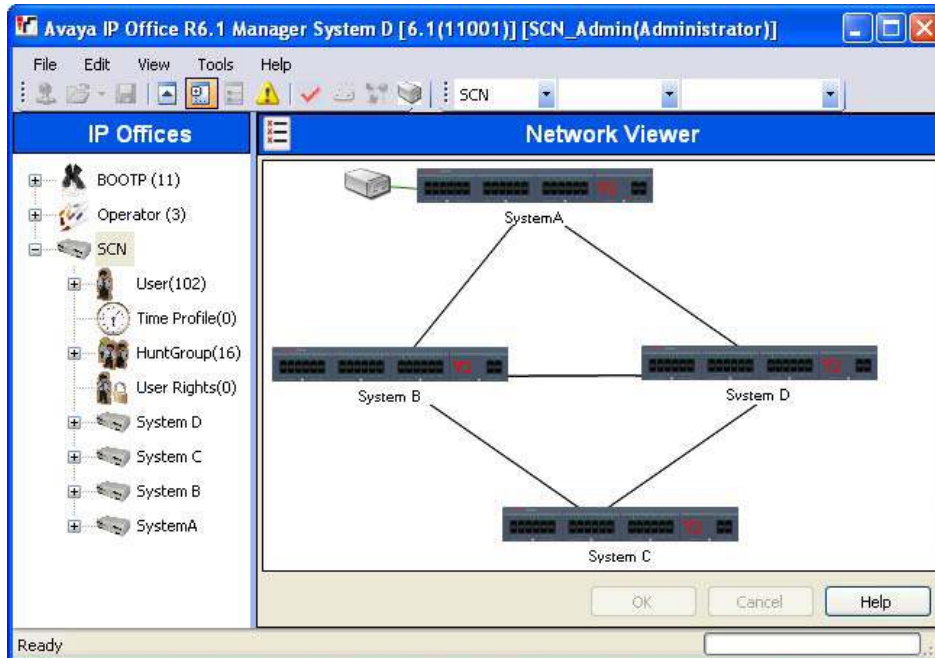 Avaya IP Office R6.1 Manager System D [6.1(11001)] [SCN_Admin(Administrator)]
File Edit View Tools Help
SCN
IP Offices
Network Viewer
BOOTP (11)
Operator (3)
SCN
User(102)
Time Profile(0)
HuntGroup(16)
User Rights(0)
System D
System C
System B
SystemA
SystemA
System B
System D
System C
OK Cancel Help
Ready